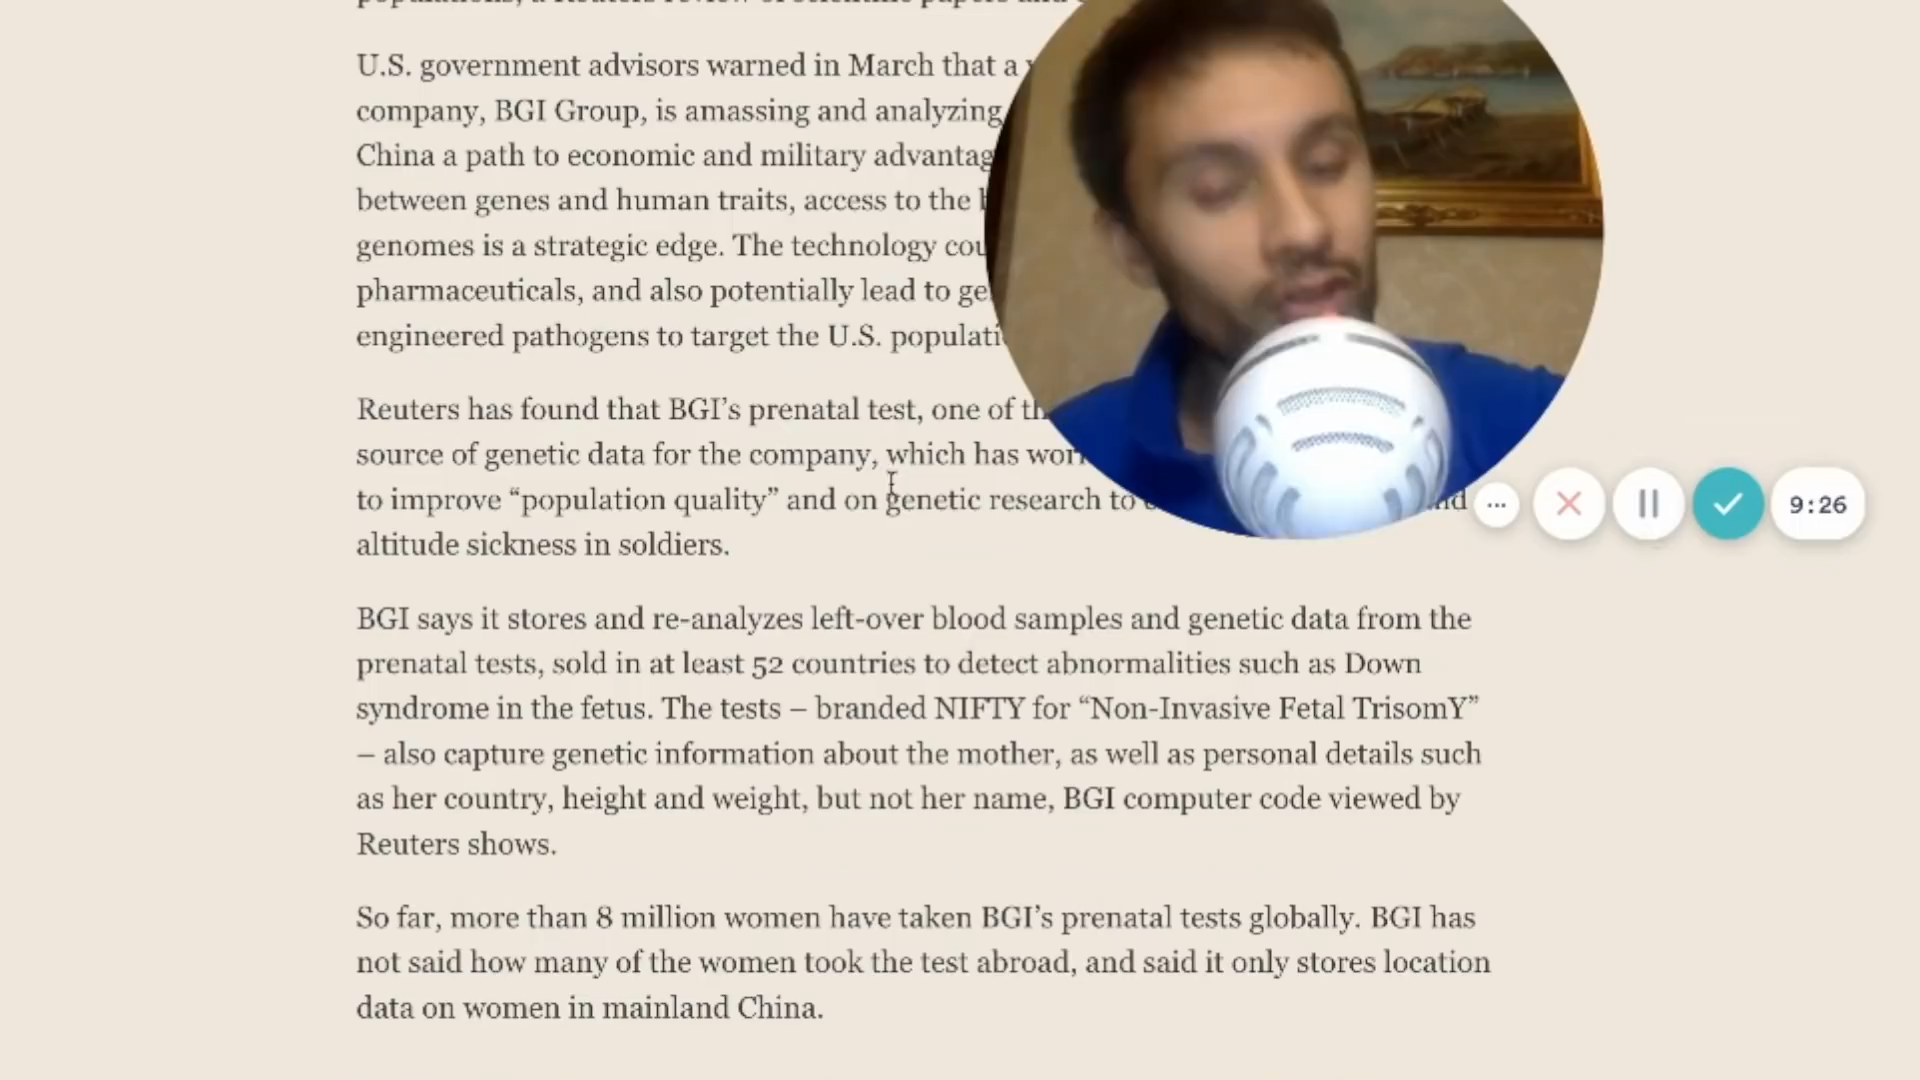 U.S. government advisors warned in March that a
company, BGI Group, is amassing and analyzing
China a path to economic and military
between genes and human traits, access to the
genomes is a strategic edge. The technology
pharmaceuticals, and also potentially lead to
engineered pathogens to target the U.S.
Reuters has found that BGI’s prenatal test, one of
source of genetic data for the company, which has
to improve “population quality” and on genetic research to
altitude sickness in soldiers.
BGI says it stores and re-analyzes left-over blood samples and genetic data from the
prenatal tests, sold in at least 52 countries to detect abnormalities such as Down
syndrome in the fetus. The tests – branded NIFTY for “Non-Invasive Fetal TrisomY”
– also capture genetic information about the mother, as well as personal details such
as her country, height and weight, but not her name, BGI computer code viewed by
Reuters shows.
So far, more than 8 million women have taken BGI’s prenatal tests globally. BGI has
not said how many of the women took the test abroad, and said it only stores location
data on women in mainland China.
9:26